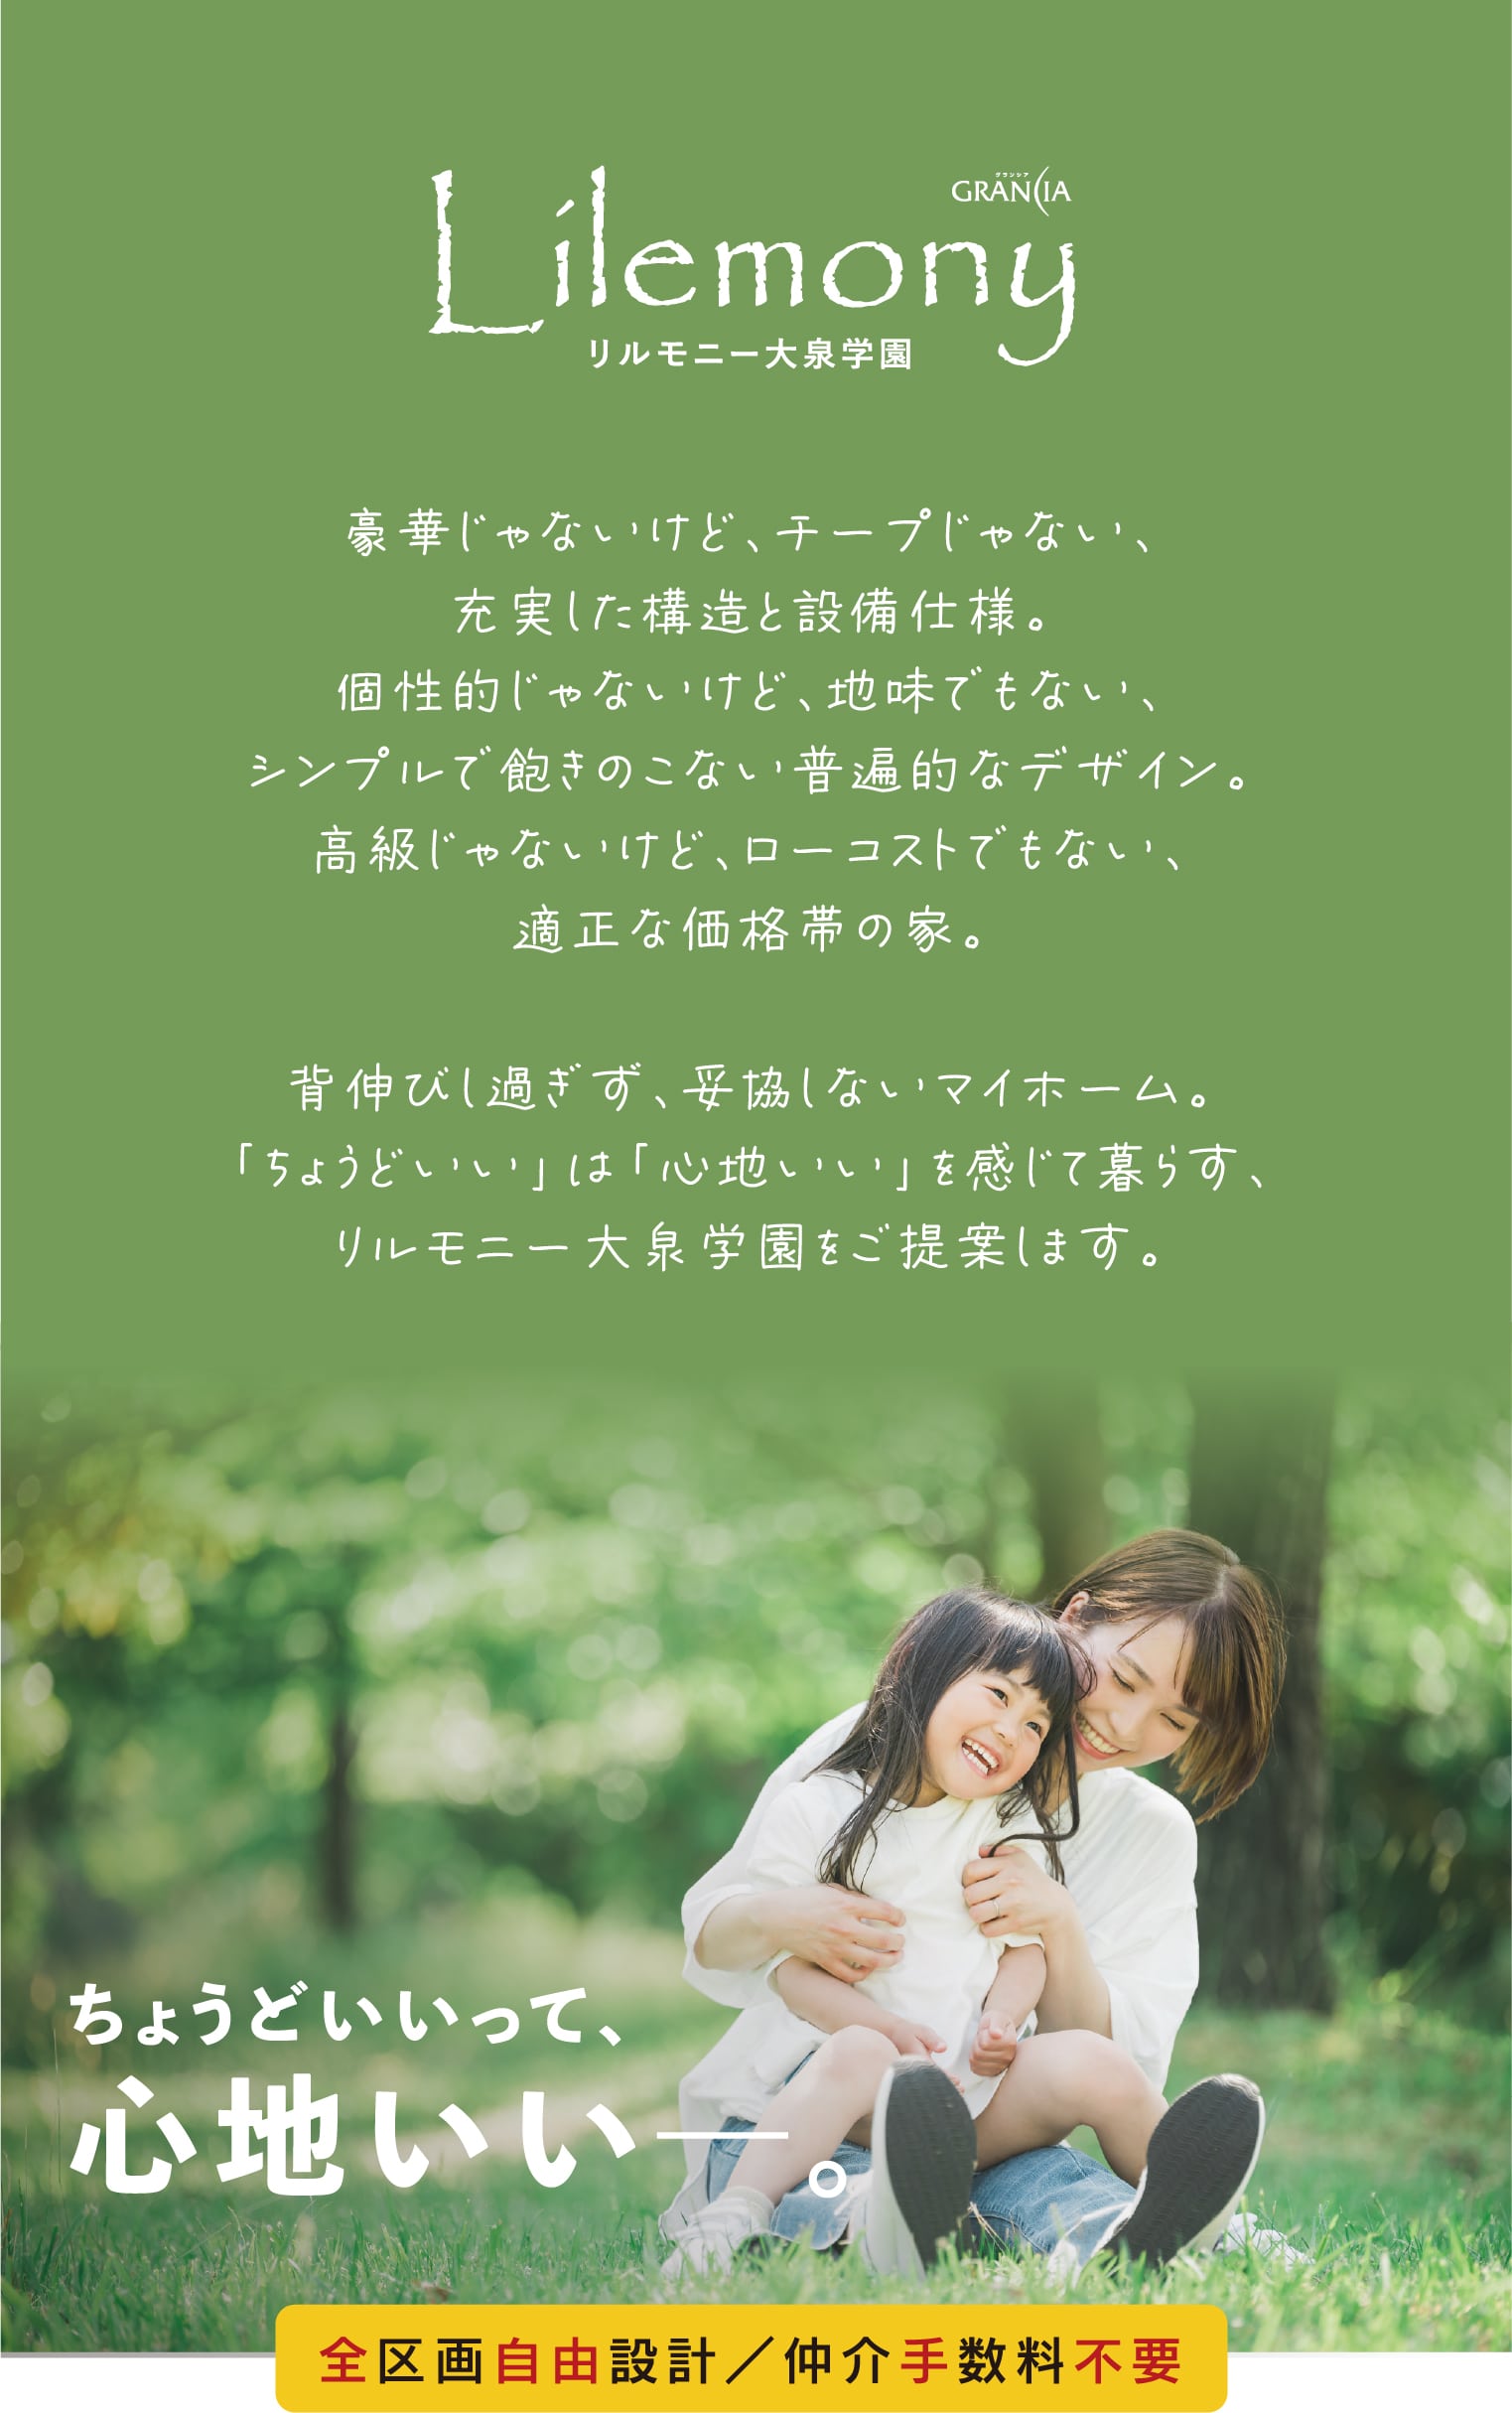 グランシア
GRANCIA
Lilemony
リルモニー大泉学園
豪華じゃないけど、チープじゃない、
充実した構造と設備仕様。
個性的じゃないけど、地味でもない、
シンプルで飽きのこない普遍的なデザイン。
高級じゃないけど、ローコストでもない、
適正な価格帯の家。
背伸びし過ぎず、妥協しないマイホーム。
「ちょうどいい」は「心地いい」を感じて暮らす、
リルモニー大泉学園をご提案します。
ちょうどいいって、
心地いい――。
全区画自由設計／仲介手数料不要